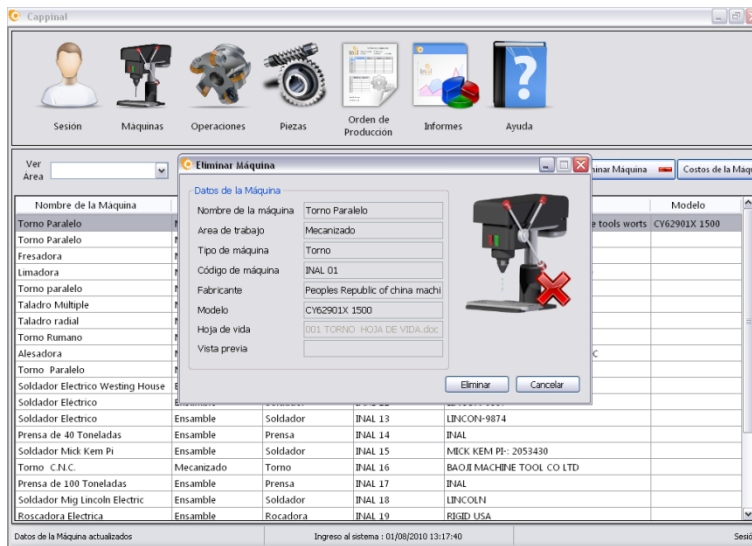 Cappinal
Sesión
Máquinas
Operaciones
Piezas
Orden de
Producción
Informes
Ayuda
Ver
Área
inar Máquina
Costos de la Máqu
Nombre de la Máquina
Modelo
Torno Paralelo
e tools worts
CY62901X 1500
Torno Paralelo
Fresadora
Limadora
Torno paralelo
Taladro Multiple
Taladro radial
Torno Rumano
Alesadora
Torno Paralelo
Soldador Electrico Westing House
Soldador Electrico
Eliminar Máquina
Datos de la Máquina
Nombre de la máquina Torno Paralelo
Area de trabajo Mecanizado
Tipo de máquina Torno
Código de máquina INAL 01
Fabricante Peoples Republic of china machi
Modelo CY62901X 1500
Hoja de vida 001 TORNO HOJA DE VIDA.doc
Vista previa
Eliminar Cancelar
Soldador Electrico Ensamble Soldador INAL 13 LINCON-9874
Prensa de 40 Toneladas Ensamble Prensa INAL 14 INAL
Soldador Mick Kem Pi Ensamble Soldador INAL 15 MICK KEM PI-: 2053430
Torno C.N.C. Mecanizado Torno INAL 16 BAOJI MACHINE TOOL CO LTD
Prensa de 100 Toneladas Ensamble Prensa INAL 17 INAL
Soldador Mig Lincoln Electric Ensamble Soldador INAL 18 LINCOLN
Roscadora Electrica Ensamble Rocadora INAL 19 RIGID USA
Datos de la Máquina actualizados
Ingreso al sistema : 01/08/2010 13:17:40
Sesió